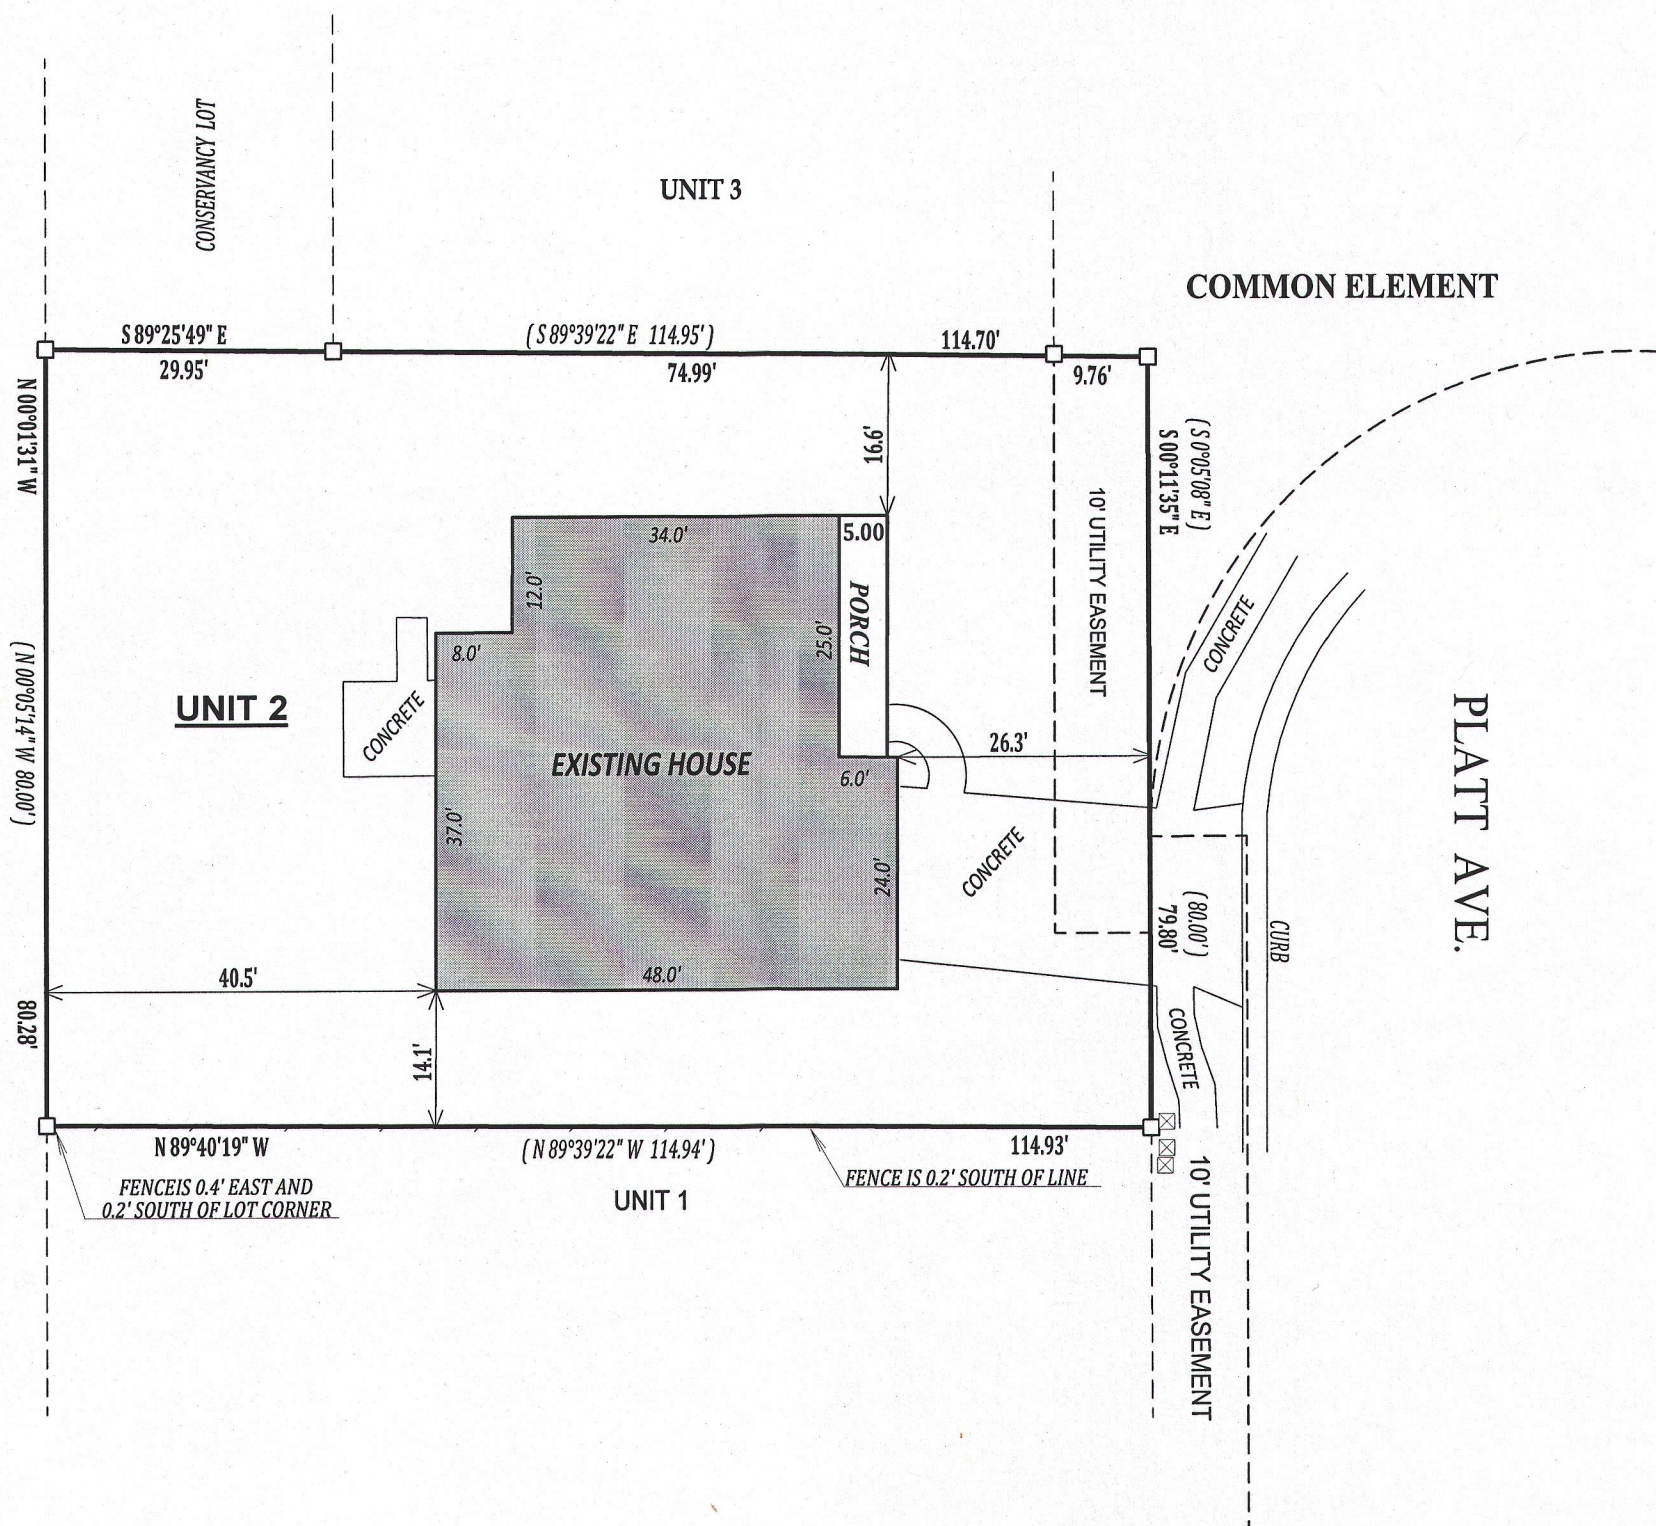 CONSERVANCY LOT
UNIT 3
COMMON ELEMENT
S 89°25'49" E
( S 89°39'22" E 114.95' )
114.70'
29.95'
74.99'
9.76'
N 00°01'31" W
( N 00°05'14" W 80.00' )
80.28'
16.6'
( S 0°05'08" E )
S 00°11'35" E
10' UTILITY EASEMENT
34.0'
5.00
12.0'
PORCH
25.0'
8.0'
CONCRETE
UNIT 2
CONCRETE
EXISTING HOUSE
26.3'
6.0'
37.0'
24.0'
CONCRETE
PLATT AVE.
( 80.00' )
79.80'
CURB
48.0'
40.5'
14.1'
CONCRETE
N 89°40'19" W
( N 89°39'22" W 114.94' )
114.93'
FENCEIS 0.4' EAST AND
0.2' SOUTH OF LOT CORNER
FENCE IS 0.2' SOUTH OF LINE
UNIT 1
10' UTILITY EASEMENT